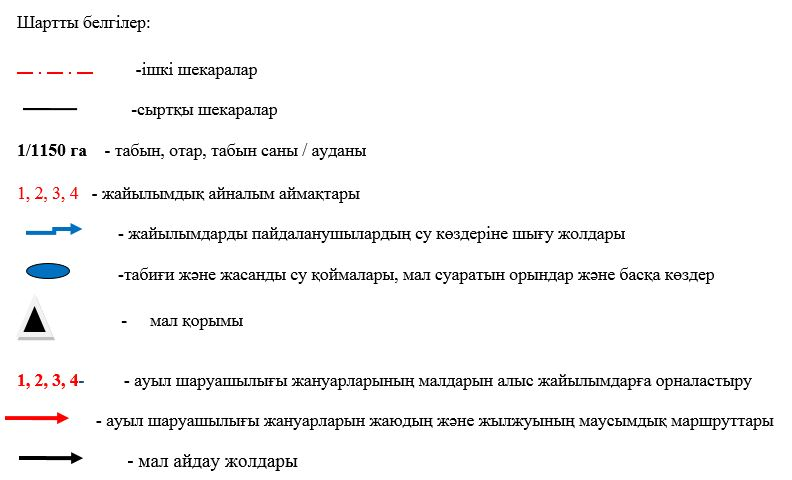 Шартты белгілер:
-ішкі шекаралар
-сыртқы шекаралар
1/1150 га - табын, отар, табын саны / ауданы
1, 2, 3, 4 - жайылымдық айналым аймақтары
- жайылымдарды пайдаланушылардың су көздеріне шығу жолдары
-табиғи және жасанды су қоймалары, мал суаратын орындар және басқа көздер
- мал қорымы
1, 2, 3, 4- - ауыл шаруашылығы жануарларының малдарын алыс жайылымдарға орналастыру
- ауыл шаруашылығы жануарларын жаюдың және жылжуының маусымдық маршруттары
- мал айдау жолдары